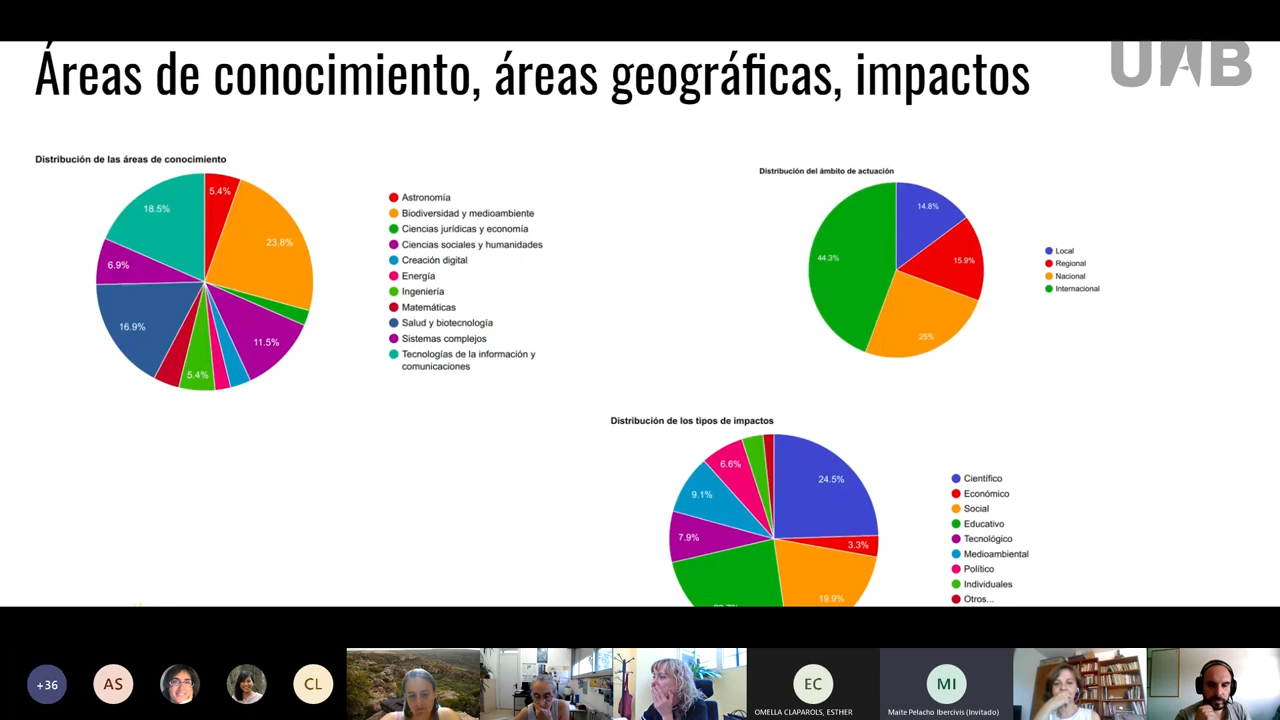 Áreas de conocimiento, áreas geográficas, impactos
UAB
Distribución de las áreas de conocimiento
5.4%
23.8%
11.5%
5.4%
16.9%
6.9%
18.5%
Astronomía
Biodiversidad y medioambiente
Ciencias jurídicas y economía
Ciencias sociales y humanidades
Creación digital
Energía
Ingeniería
Matemáticas
Salud y biotecnología
Sistemas complejos
Tecnologías de la información y
comunicaciones
Distribución del ámbito de actuación
14.8%
15.9%
25%
44.3%
Local
Regional
Nacional
Internacional
Distribución de los tipos de impactos
24.5%
3.3%
19.9%
7.9%
9.1%
6.6%
Científico
Económico
Social
Educativo
Tecnológico
Medioambiental
Político
Individuales
Otros...
+36
AS
CL
EC
OMELLA CLAPAROLS, ESTHER
MI
Maite Pelacho Ibercivis (Invitado)